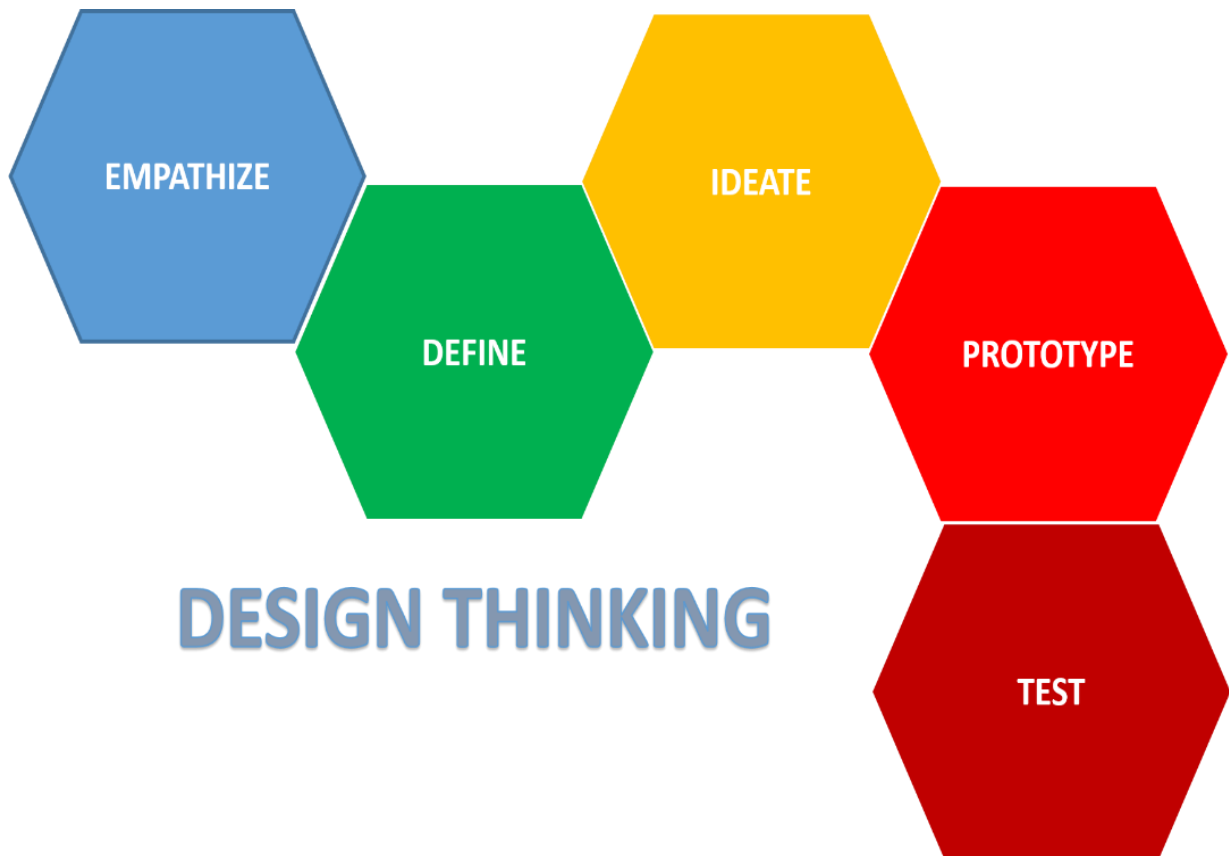 EMPATHIZE
DEFINE
IDEATE
PROTOTYPE
TEST
DESIGN THINKING